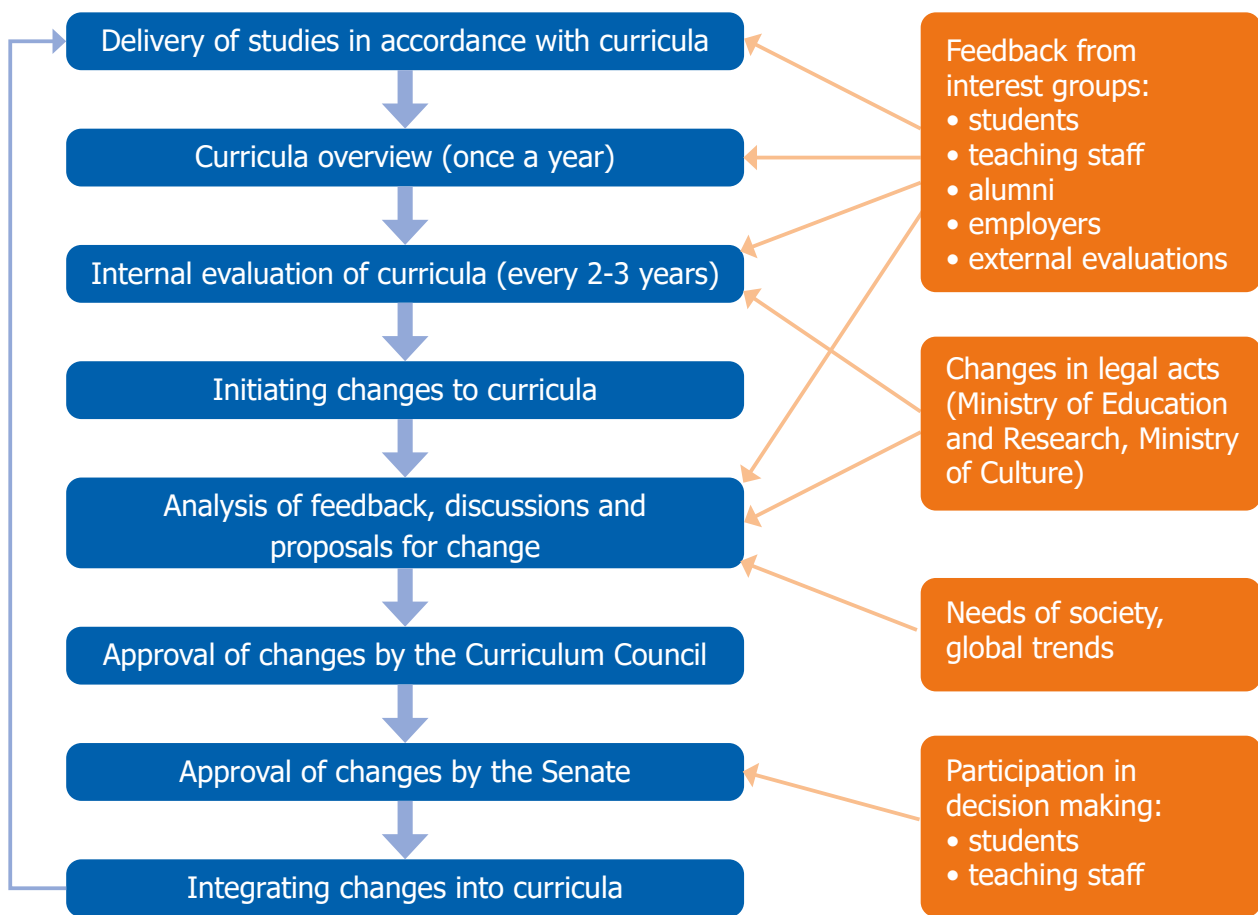 Delivery of studies in accordance with curricula
Curricula overview (once a year)
Internal evaluation of curricula (every 2-3 years)
Initiating changes to curricula
Analysis of feedback, discussions and
proposals for change
Approval of changes by the Curriculum Council
Approval of changes by the Senate
Integrating changes into curricula
Feedback from
interest groups:
• students
• teaching staff
• alumni
• employers
• external evaluations
Changes in legal acts
(Ministry of Education
and Research, Ministry
of Culture)
Needs of society,
global trends
Participation in
decision making:
• students
• teaching staff